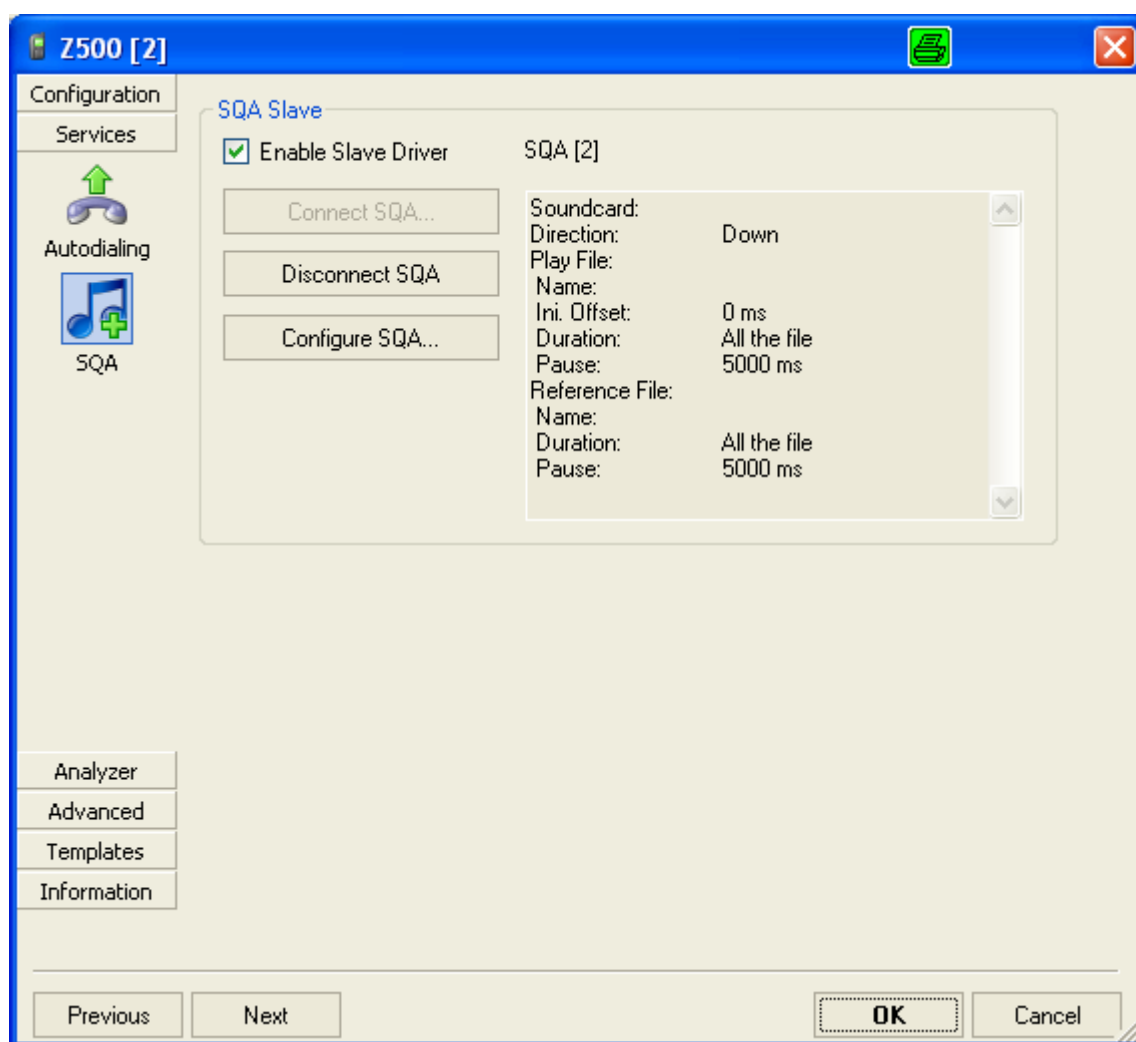 Z500 [2]
Configuration
Services
Autodialing
SQA
Analyzer
Advanced
Templates
Information
SQA Slave
Enable Slave Driver
Connect SQA...
Disconnect SQA
Configure SQA...
SQA [2]
Soundcard:
Direction: Down
Play File:
Name:
Ini. Offset: 0 ms
Duration: All the file
Pause: 5000 ms
Reference File:
Name:
Duration: All the file
Pause: 5000 ms
Previous Next OK Cancel